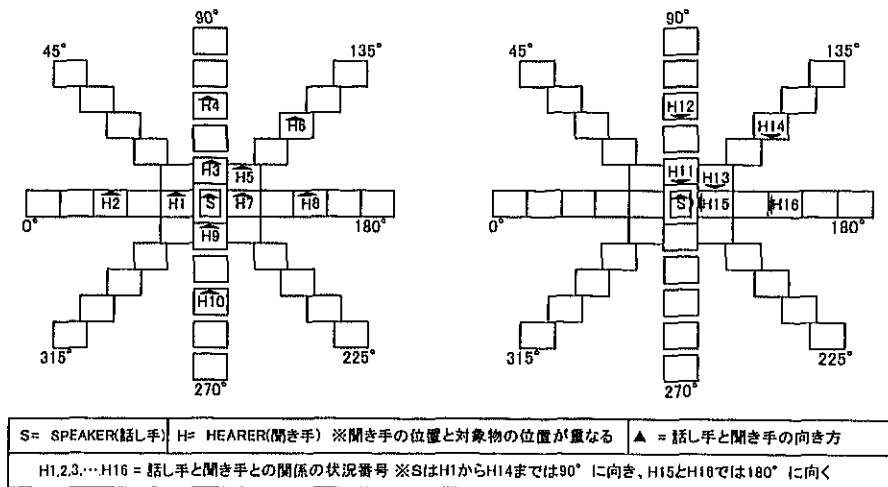 90°
90°
45°
135°
45°
135°
H4
H6
H12
H14
H3
H5
H11
H13
H2
H1
S
H7
H8
S
H15
H16
0°
180°
0°
180°
H9
H10
315°
225°
315°
225°
270°
270°
S= SPEAKER(話し手) H= HEARER(聞き手) ※聞き手の位置と対象物の位置が重なる ▲ = 話し手と聞き手の向き方
H1,2,3,…,H16 = 話し手と聞き手との関係の状況番号 ※SはH1からH14までは90° に向き、H15とH16では180° に向く